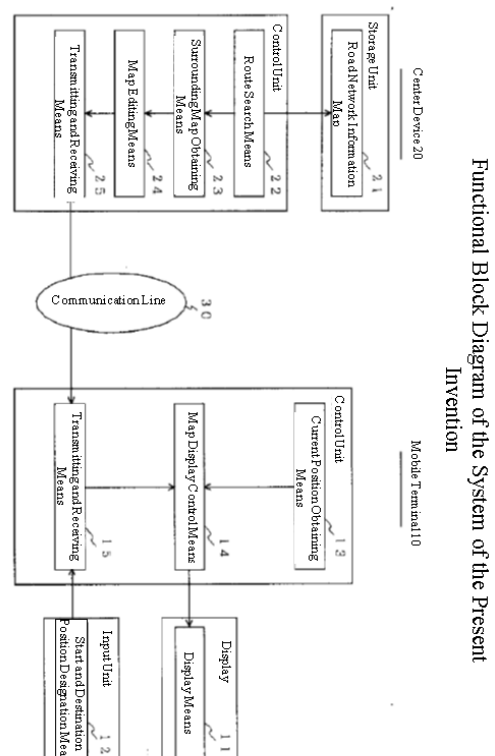 Functional Block Diagram of the System of the Present
Invention
Center Device 20
Storage Unit
Road Network Information
Map
21
Control Unit
Route Search Means
22
Surrounding Map Obtaining
Means
23
Map Editing Means
24
Transmitting and Receiving
Means
25
Communication Line
30
Mobile Terminal 10
Control Unit
Current Position Obtaining
Means
13
Map Display Control Means
14
Transmitting and Receiving
Means
15
Display
Display Means
11
Input Unit
Start and Destination
Position Designation Mea
12